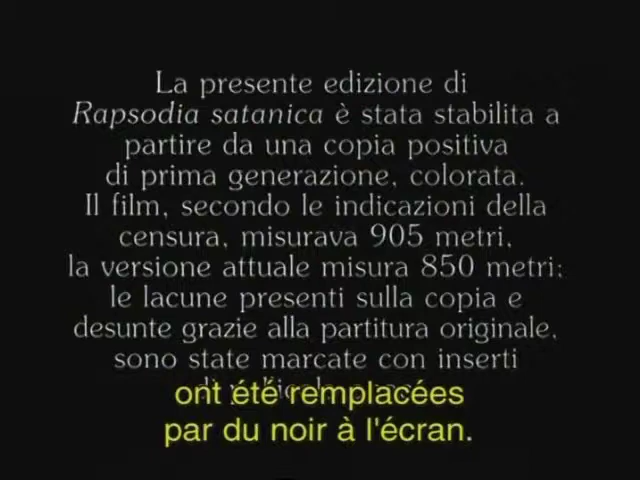 La presente edizione di
Rapsodia satanica è stata stabilita a
partire da una copia positiva
di prima generazione, colorata.
Il film, secondo le indicazioni della
censura, misurava 905 metri,
la versione attuale misura 850 metri;
le lacune presenti sulla copia e
desunte grazie alla partitura originale,
sono state marcate con inserti
ont été remplacées
par du noir à l'écran.